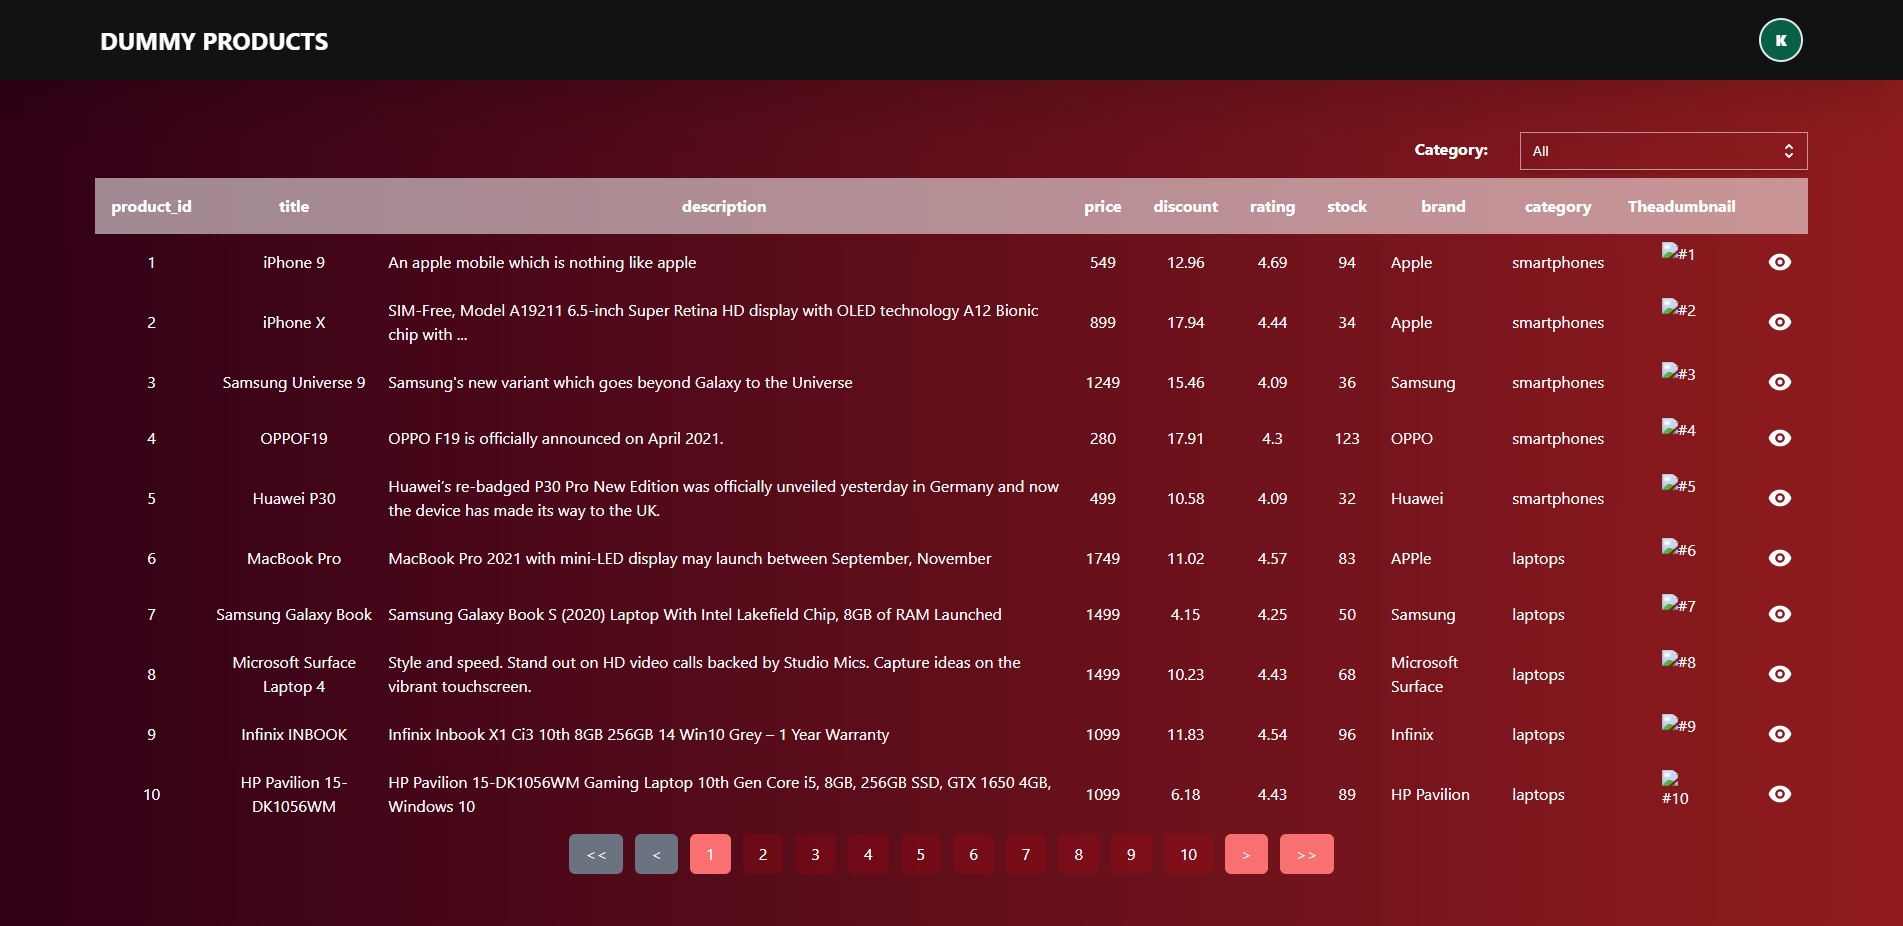 DUMMY PRODUCTS
K
Category: All
product_id title description price discount rating stock brand category Theadumbnail
1 iPhone 9 An apple mobile which is nothing like apple 549 12.96 4.69 94 Apple smartphones #1
2 iPhone X SIM-Free, Model A19211 6.5-inch Super Retina HD display with OLED technology A12 Bionic
chip with ... 899 17.94 4.44 34 Apple smartphones #2
3 Samsung Universe 9 Samsung's new variant which goes beyond Galaxy to the Universe 1249 15.46 4.09 36 Samsung smartphones #3
4 OPPOF19 OPPO F19 is officially announced on April 2021. 280 17.91 4.3 123 OPPO smartphones #4
5 Huawei P30 Huawei’s re-badged P30 Pro New Edition was officially unveiled yesterday in Germany and now
the device has made its way to the UK. 499 10.58 4.09 32 Huawei smartphones #5
6 MacBook Pro MacBook Pro 2021 with mini-LED display may launch between September, November 1749 11.02 4.57 83 APPle laptops #6
7 Samsung Galaxy Book Samsung Galaxy Book S (2020) Laptop With Intel Lakefield Chip, 8GB of RAM Launched 1499 4.15 4.25 50 Samsung laptops #7
8 Microsoft Surface
Laptop 4 Style and speed. Stand out on HD video calls backed by Studio Mics. Capture ideas on the
vibrant touchscreen. 1499 10.23 4.43 68 Microsoft
Surface laptops #8
9 Infinix INBOOK Infinix Inbook X1 Ci3 10th 8GB 256GB 14 Win10 Grey – 1 Year Warranty 1099 11.83 4.54 96 Infinix laptops #9
10 HP Pavilion 15-
DK1056WM HP Pavilion 15-DK1056WM Gaming Laptop 10th Gen Core i5, 8GB, 256GB SSD, GTX 1650 4GB,
Windows 10 1099 6.18 4.43 89 HP Pavilion laptops #10
<< < 1 2 3 4 5 6 7 8 9 10 > >>